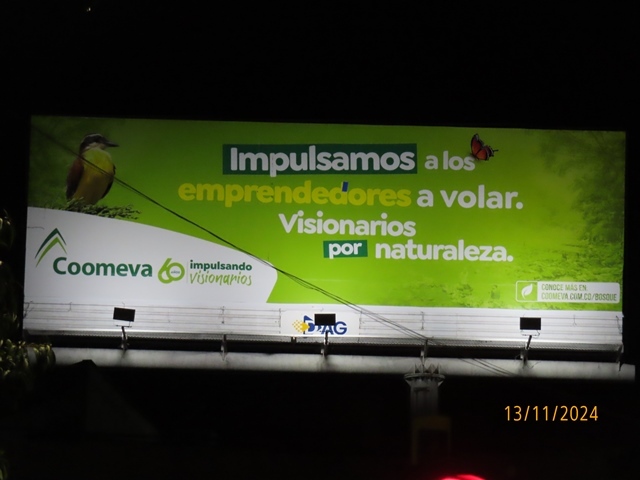 Impulsamos a los
emprendedores a volar.
Visionarios
por naturaleza.
Coomeva 60 impulsando
visionarios
CONOCE MÁS EN
COOMEVA.COM.CO/BOSQUE
13/11/2024